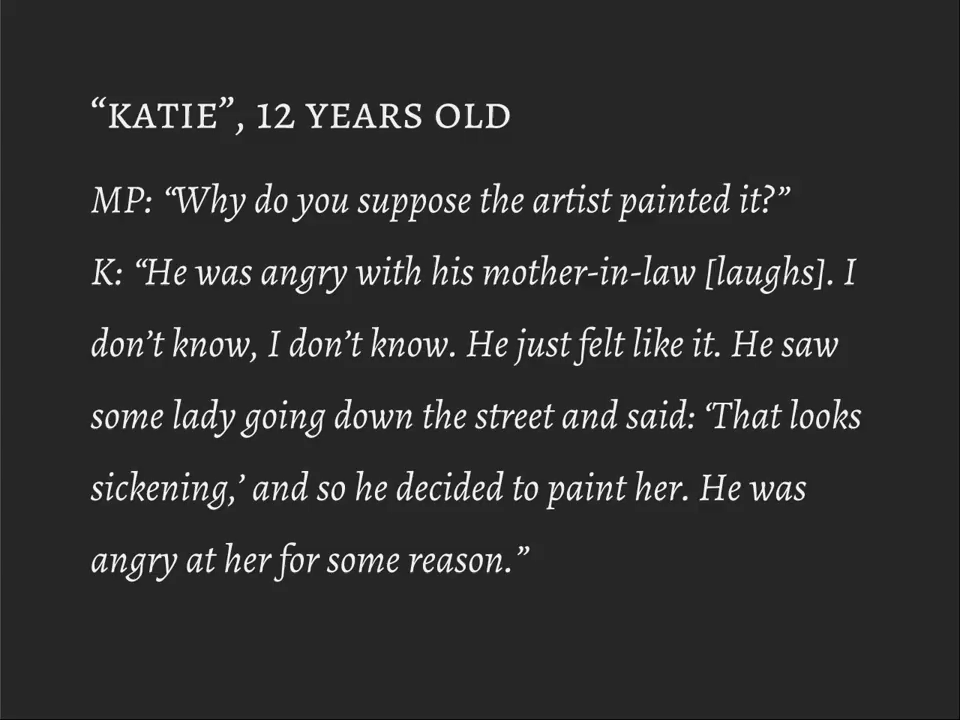 “KATIE”, 12 YEARS OLD
MP: “Why do you suppose the artist painted it?”
K: “He was angry with his mother-in-law [laughs]. I
don’t know, I don’t know. He just felt like it. He saw
some lady going down the street and said: ‘That looks
sickening,’ and so he decided to paint her. He was
angry at her for some reason.”